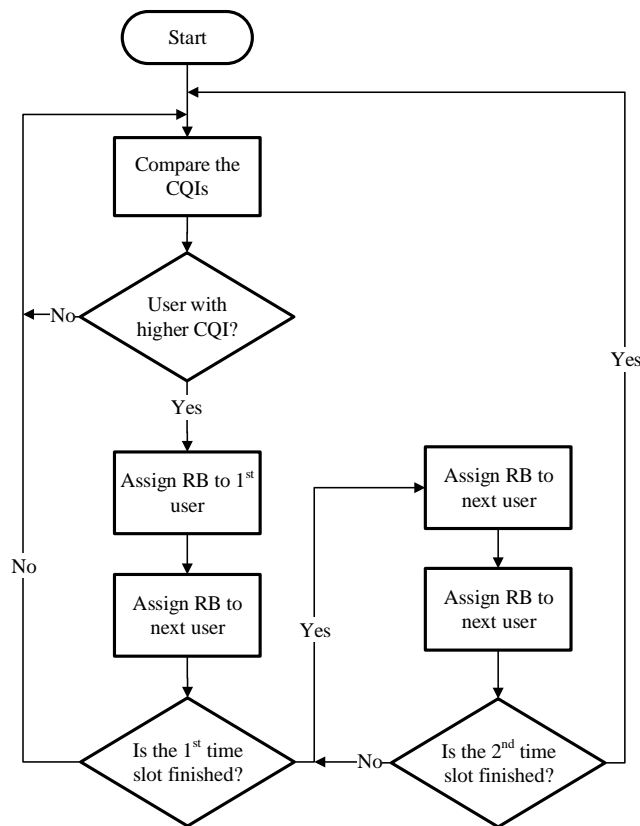 Start
Compare the
CQIs
User with
higher CQI?
No
Yes
Yes
Assign RB to 1st
user
Assign RB to
next user
No
Assign RB to
next user
Yes
Assign RB to
next user
Is the 1st time
slot finished?
No
Is the 2nd time
slot finished?